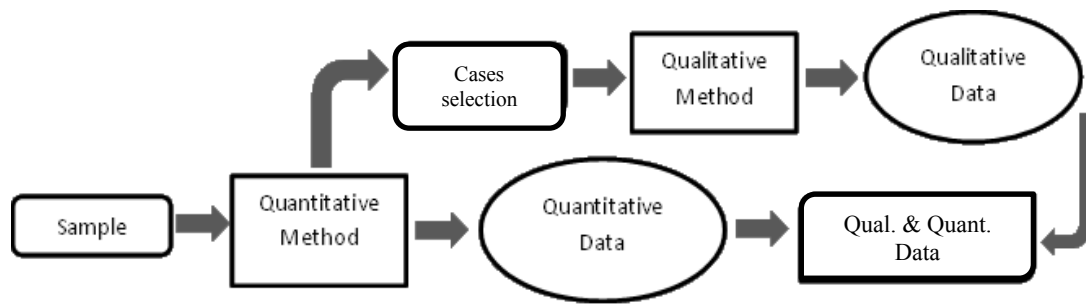 Cases
selection
Qualitative
Method
Qualitative
Data
Sample
Quantitative
Method
Quantitative
Data
Qual. & Quant.
Data